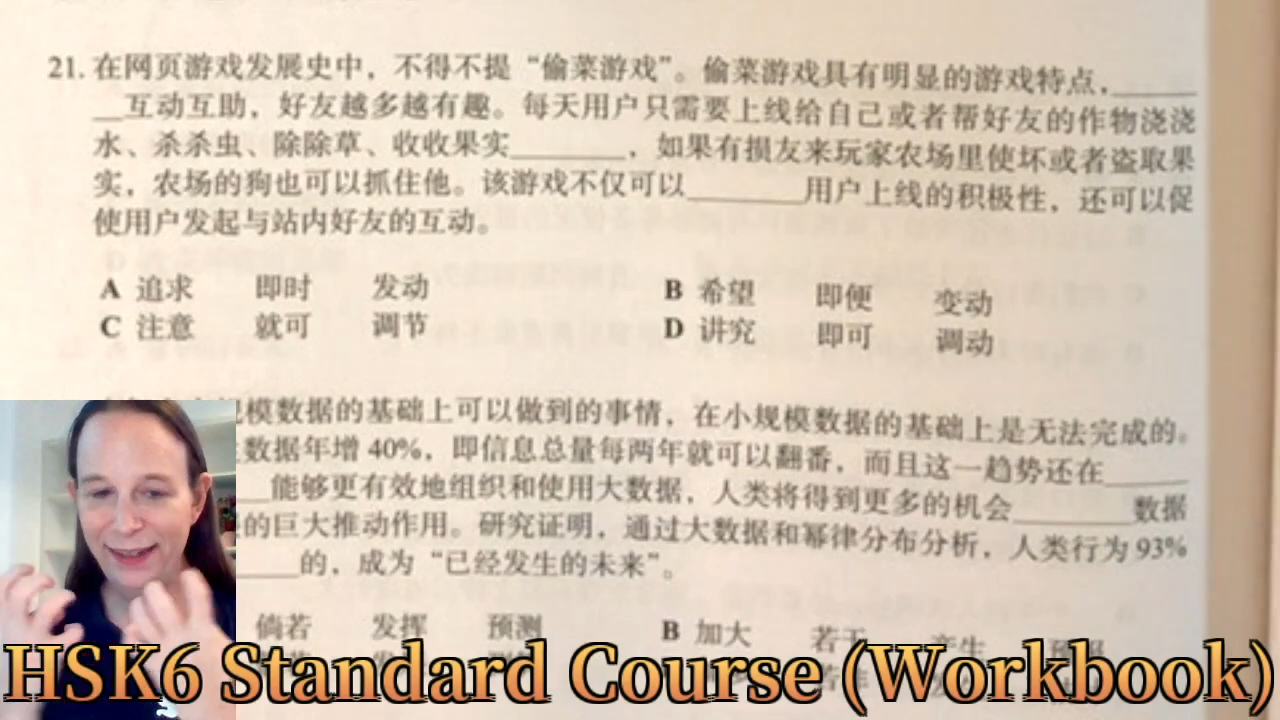 21. 在网页游戏发展史中，不得不提“偷菜游戏”。偷菜游戏具有明显的游戏特点，______
__互动互助，好友越多越有趣。每天用户只需要上线给自己或者帮好友的作物浇浇
水、杀杀虫、除除草、收收果实________，如果有损友来玩家农场里使坏或者盗取果
实，农场的狗也可以抓住他。该游戏不仅可以________用户上线的积极性，还可以促
使用户发起与站内好友的互动。
A 追求 即时 发动 B 希望 即便 变动
C 注意 就可 调节 D 讲究 即可 调动
模数据的基础上可以做到的事情，在小规模数据的基础上是无法完成的。
数据年增 40%，即信息总量每两年就可以翻番，而且这一趋势还在______
__能够更有效地组织和使用大数据，人类将得到更多的机会________数据
的巨大推动作用。研究证明，通过大数据和幂律分布分析，人类行为 93%
____的，成为“已经发生的未来”。
倘若 发挥 预测 B 加大 若干 产生 预报
HSK6 Standard Course (Workbook)